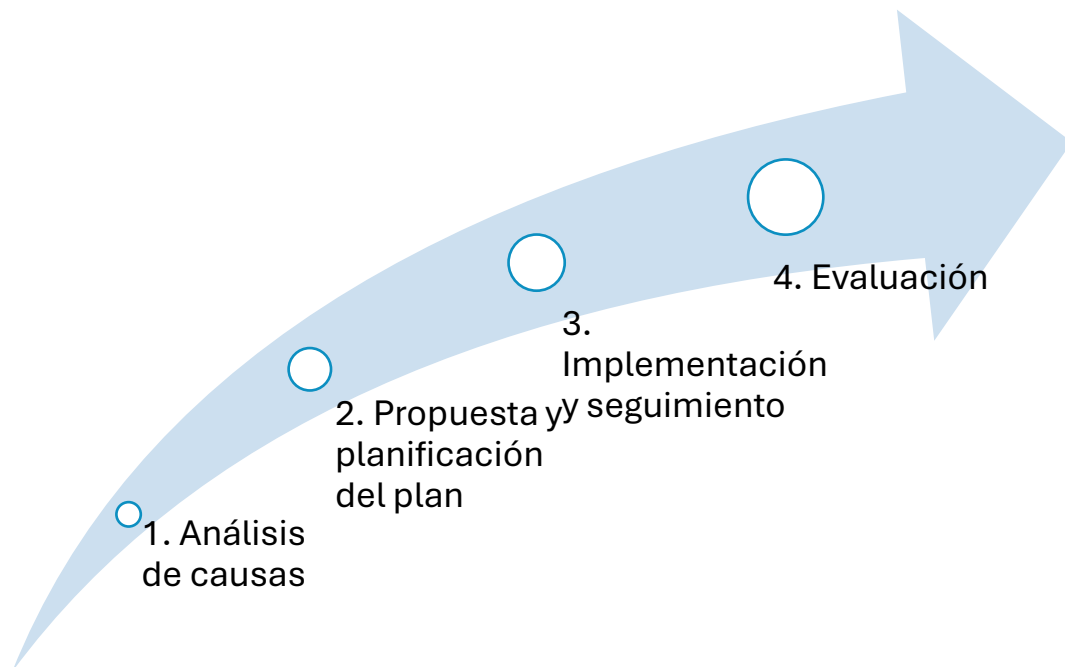 1. Análisis
de causas
2. Propuesta y
planificación
del plan
3.
Implementación
y seguimiento
4. Evaluación